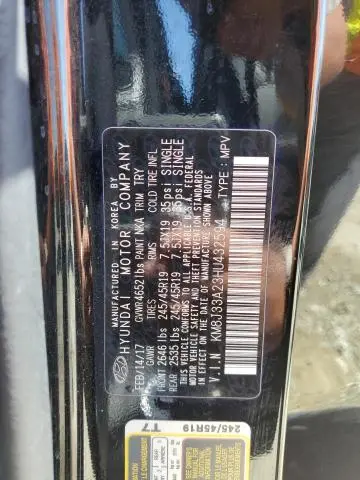 MANUFACTURED IN KOREA BY
HYUNDAI MOTOR COMPANY
FEB/14/17 GVWR 4652 lbs PAINT NKA TRIM TRY
GAWR TIRES RIMS COLD TIRE INFL
FRONT 2646 lbs 245/45R19 7.5JX19 35psi SINGLE
REAR 2535 lbs 245/45R19 7.5JX19 35psi SINGLE
THIS VEHICLE CONFORMS TO ALL APPLICABLE U.S.A. FEDERAL
MOTOR VEHICLE SAFETY, BUMPER, AND THEFT PREVENTION STANDARDS
IN EFFECT ON THE DATE OF MANUFACTURE SHOWN ABOVE.
V.I.N KM8J33A23HU432594 TYPE : MPV
245/45R19
T7